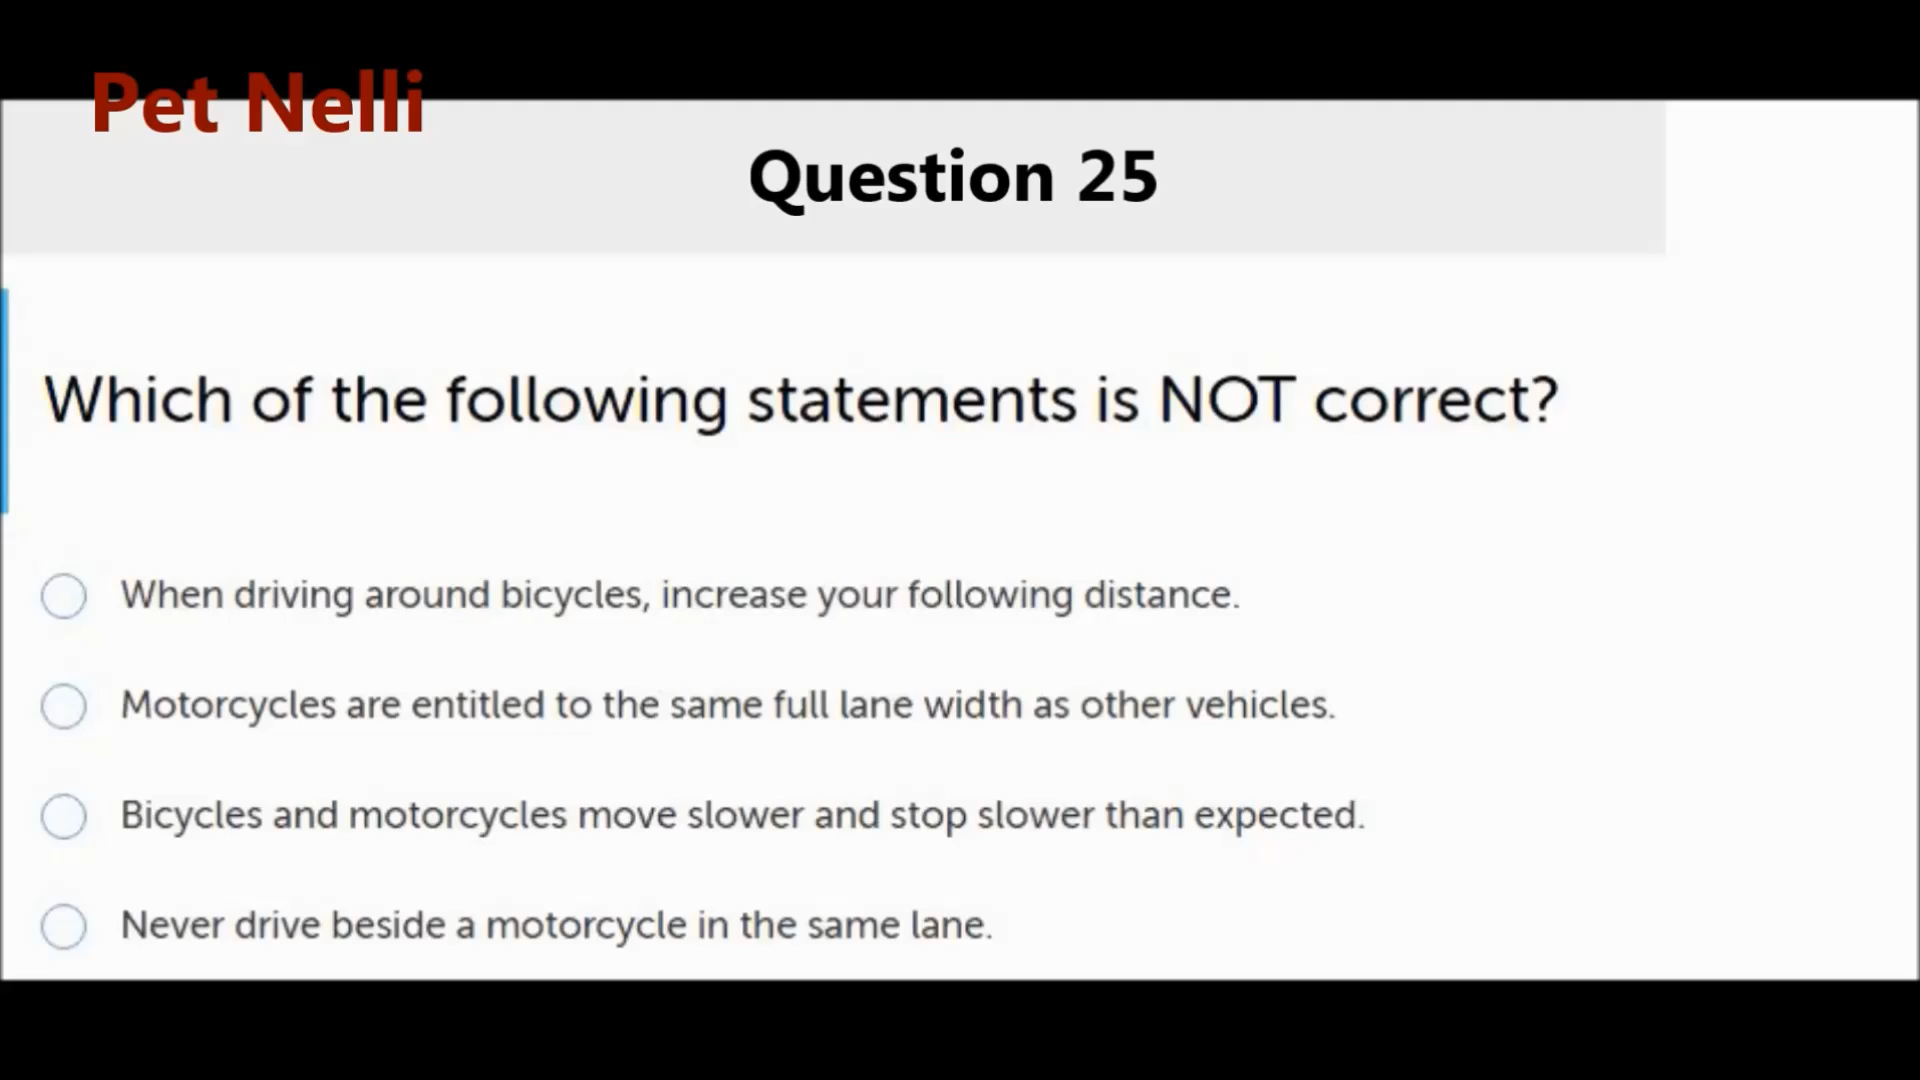 Pet Nelli
Question 25
Which of the following statements is NOT correct?
When driving around bicycles, increase your following distance.
Motorcycles are entitled to the same full lane width as other vehicles.
Bicycles and motorcycles move slower and stop slower than expected.
Never drive beside a motorcycle in the same lane.